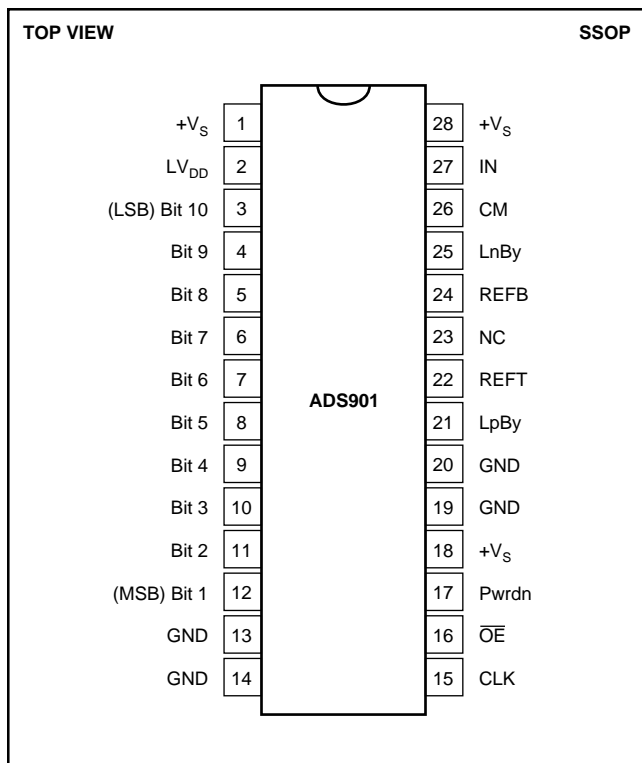 TOP VIEW SSOP
+VS 1 28 +VS
LVDD 2 27 IN
(LSB) Bit 10 3 26 CM
Bit 9 4 25 LnBy
Bit 8 5 24 REFB
Bit 7 6 23 NC
Bit 6 7 22 REFT
ADS901
Bit 5 8 21 LpBy
Bit 4 9 20 GND
Bit 3 10 19 GND
Bit 2 11 18 +VS
(MSB) Bit 1 12 17 Pwrdn
GND 13 16 O̅E̅
GND 14 15 CLK